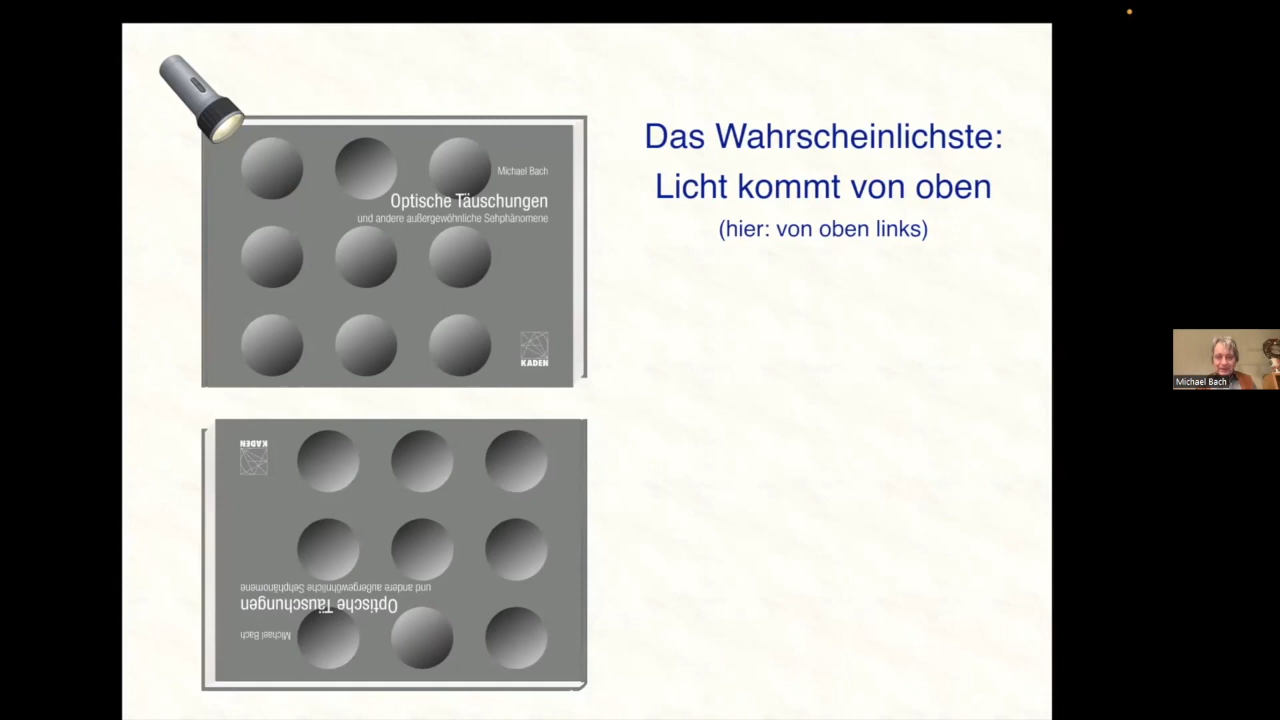 Das Wahrscheinlichste:
Licht kommt von oben
(hier: von oben links)
Michael Bach
Optische Täuschungen
und andere außergewöhnliche Sehphänomene
KADEN
KADEN
und andere außergewöhnliche Sehphänomene
Optische Täuschungen
Michael Bach
Michael Bach